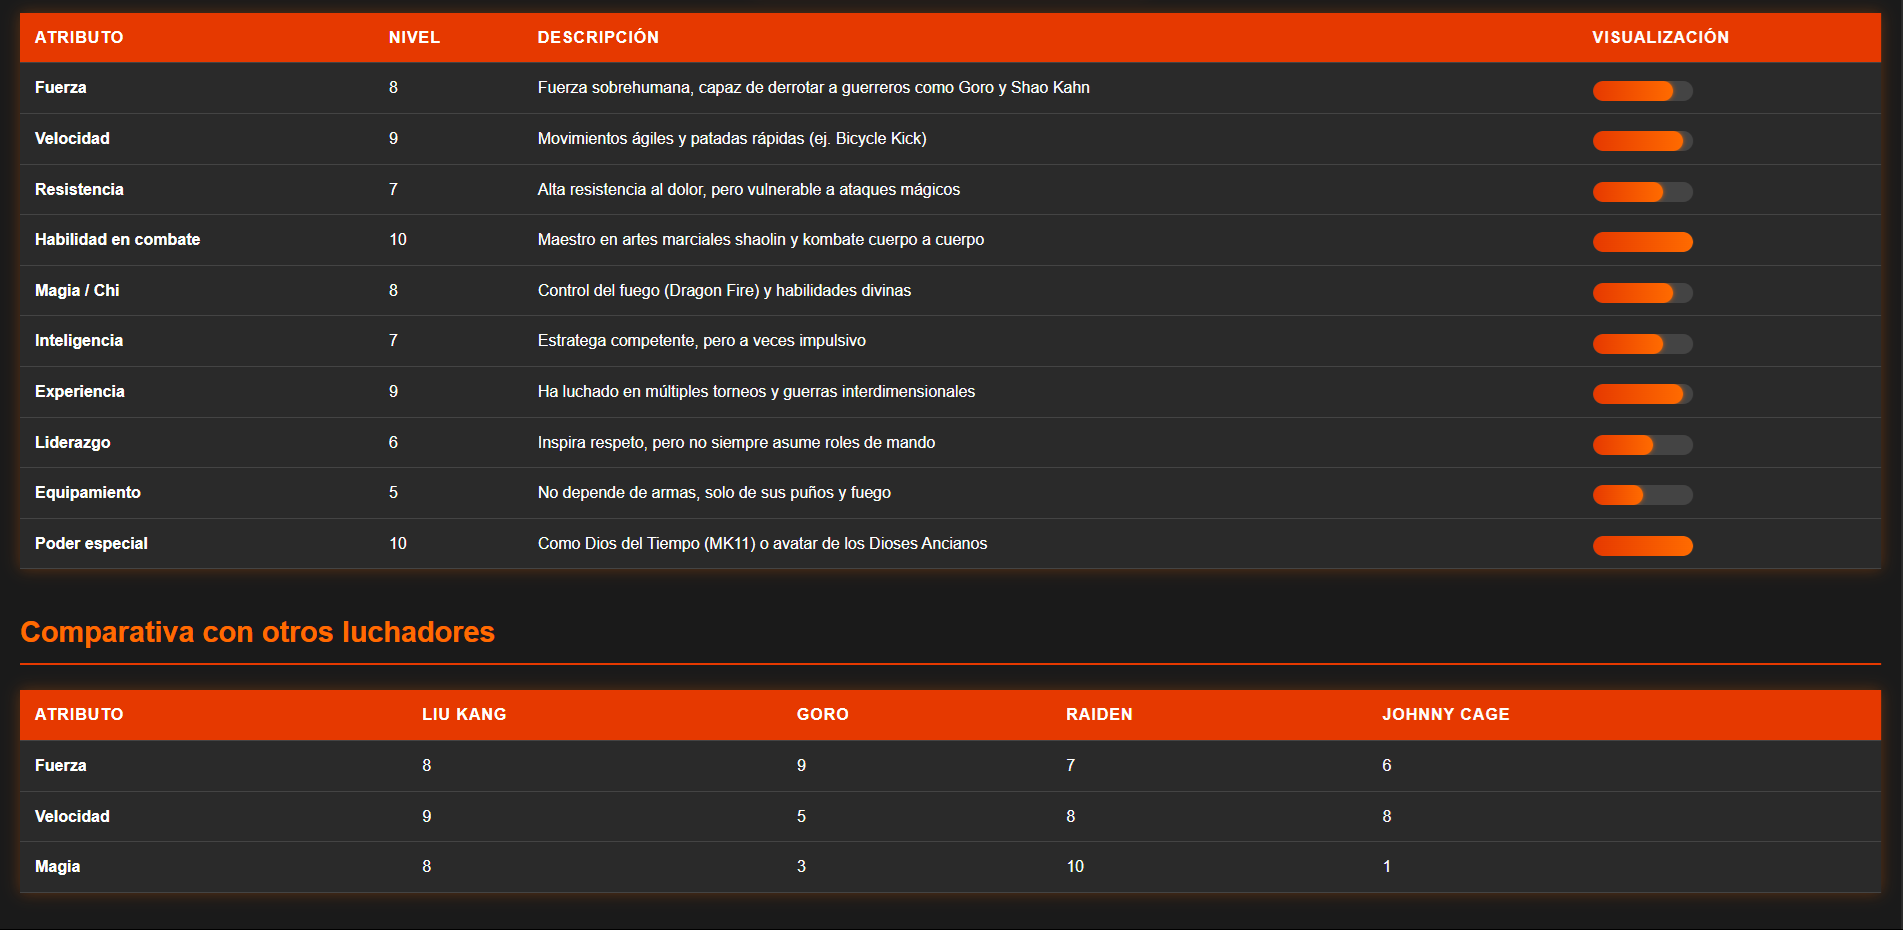 ATRIBUTO NIVEL DESCRIPCIÓN VISUALIZACIÓN
Fuerza 8 Fuerza sobrehumana, capaz de derrotar a guerreros como Goro y Shao Kahn
Velocidad 9 Movimientos ágiles y patadas rápidas (ej. Bicycle Kick)
Resistencia 7 Alta resistencia al dolor, pero vulnerable a ataques mágicos
Habilidad en combate 10 Maestro en artes marciales shaolin y kombate cuerpo a cuerpo
Magia / Chi 8 Control del fuego (Dragon Fire) y habilidades divinas
Inteligencia 7 Estratega competente, pero a veces impulsivo
Experiencia 9 Ha luchado en múltiples torneos y guerras interdimensionales
Liderazgo 6 Inspira respeto, pero no siempre asume roles de mando
Equipamiento 5 No depende de armas, solo de sus puños y fuego
Poder especial 10 Como Dios del Tiempo (MK11) o avatar de los Dioses Ancianos
Comparativa con otros luchadores
ATRIBUTO LIU KANG GORO RAIDEN JOHNNY CAGE
Fuerza 8 9 7 6
Velocidad 9 5 8 8
Magia 8 3 10 1